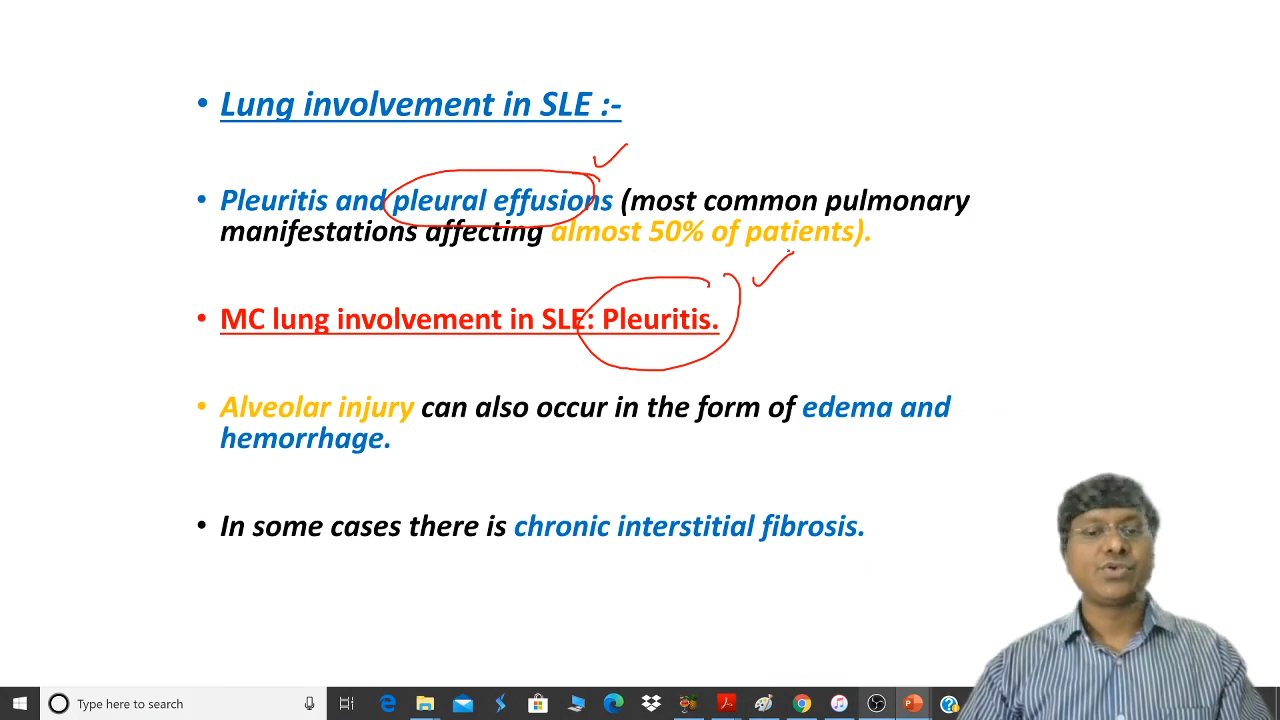 • Lung involvement in SLE :-
• Pleuritis and pleural effusions (most common pulmonary
manifestations affecting almost 50% of patients).
• MC lung involvement in SLE: Pleuritis.
• Alveolar injury can also occur in the form of edema and
hemorrhage.
• In some cases there is chronic interstitial fibrosis.
Type here to search